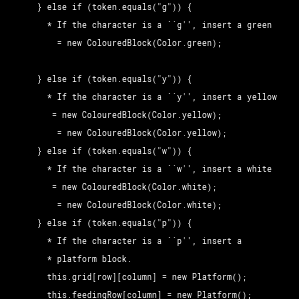 } else if (token.equals("g")) {
* If the character is a ``g'', insert a green
= new ColouredBlock(Color.green);
} else if (token.equals("y")) {
* If the character is a ``y'', insert a yellow
= new ColouredBlock(Color.yellow);
= new ColouredBlock(Color.yellow);
} else if (token.equals("w")) {
* If the character is a ``w'', insert a white
= new ColouredBlock(Color.white);
= new ColouredBlock(Color.white);
} else if (token.equals("p")) {
* If the character is a ``p'', insert a
* platform block.
this.grid[row][column] = new Platform();
this.feedingRow[column] = new Platform();